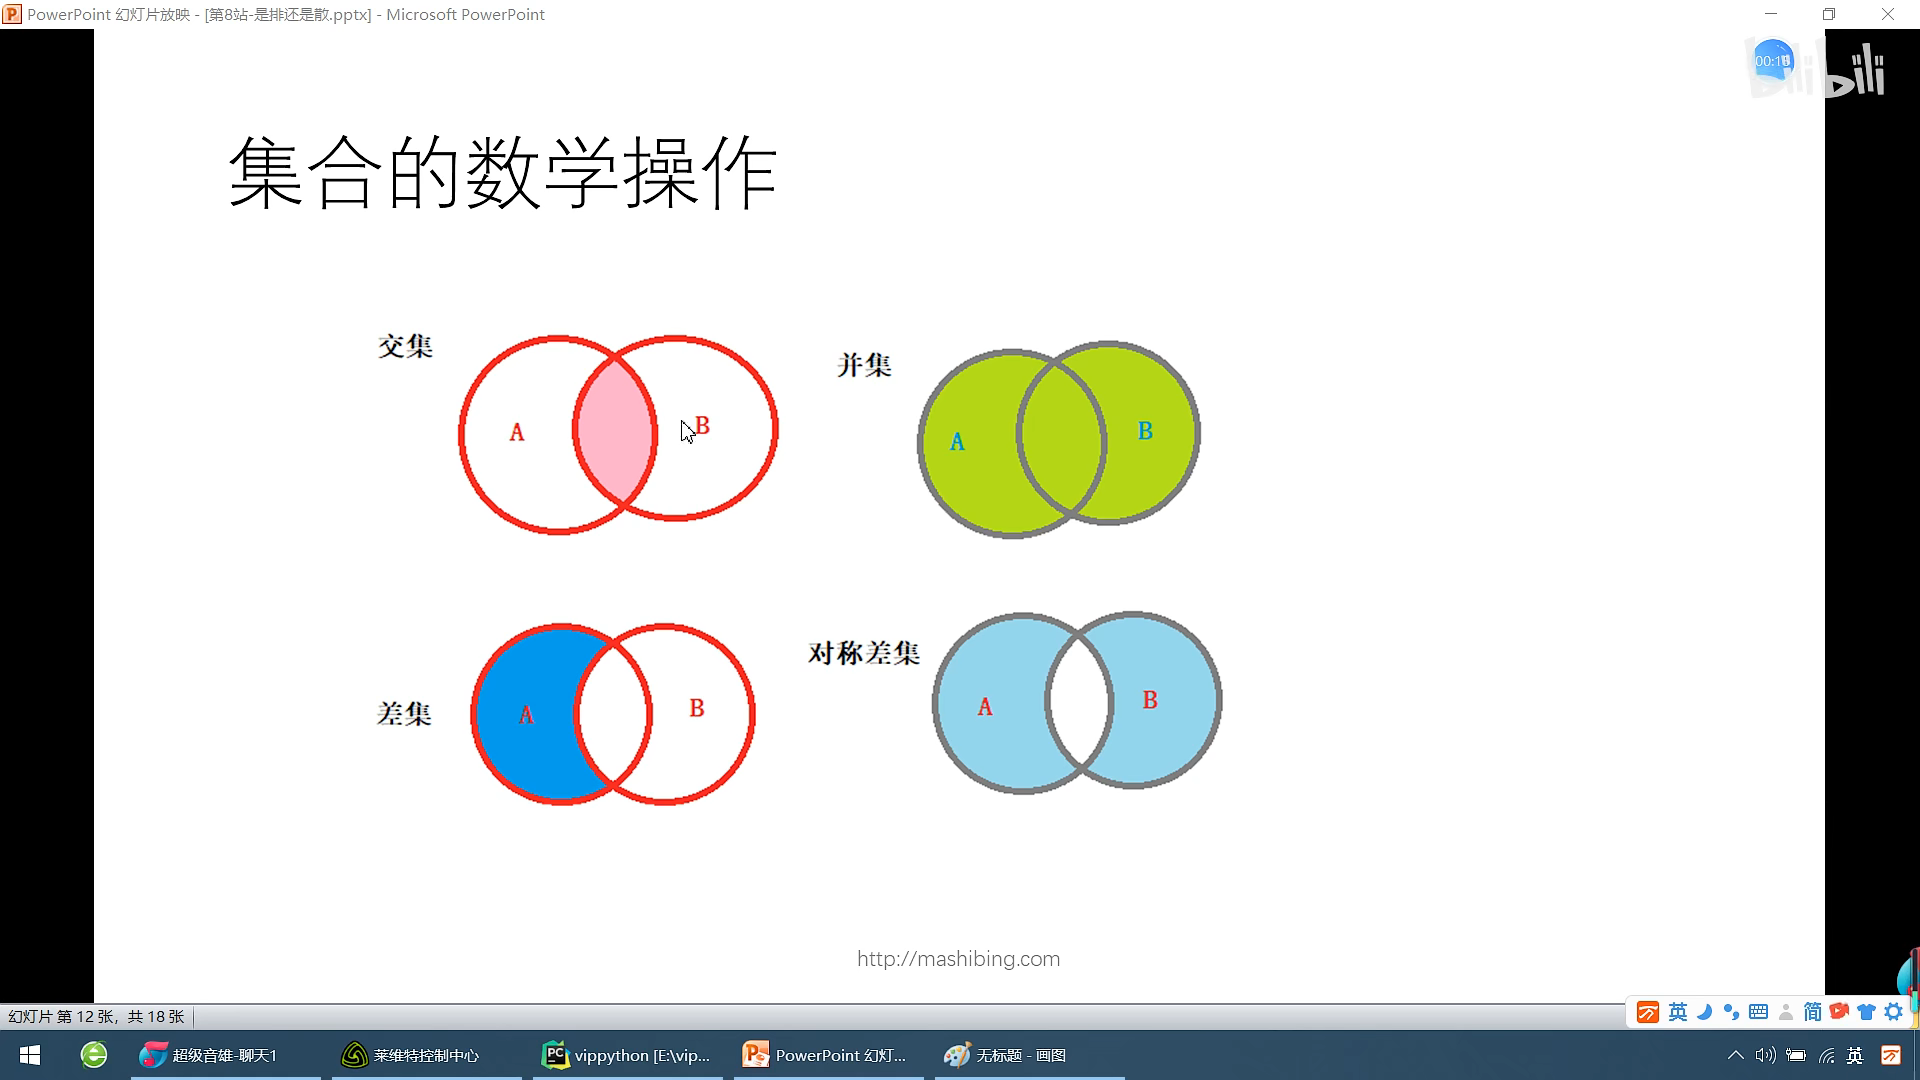 PowerPoint 幻灯片放映 - [第8站-是排还是散.pptx] - Microsoft PowerPoint
bilibili
集合的数学操作
交集
A
B
并集
A
B
差集
A
B
对称差集
A
B
http://mashibing.com
幻灯片 第 12 张，共 18 张
英
简
超级音雄-聊天1
莱维特控制中心
vippython [E:\vip...
PowerPoint 幻灯...
无标题 - 画图
英